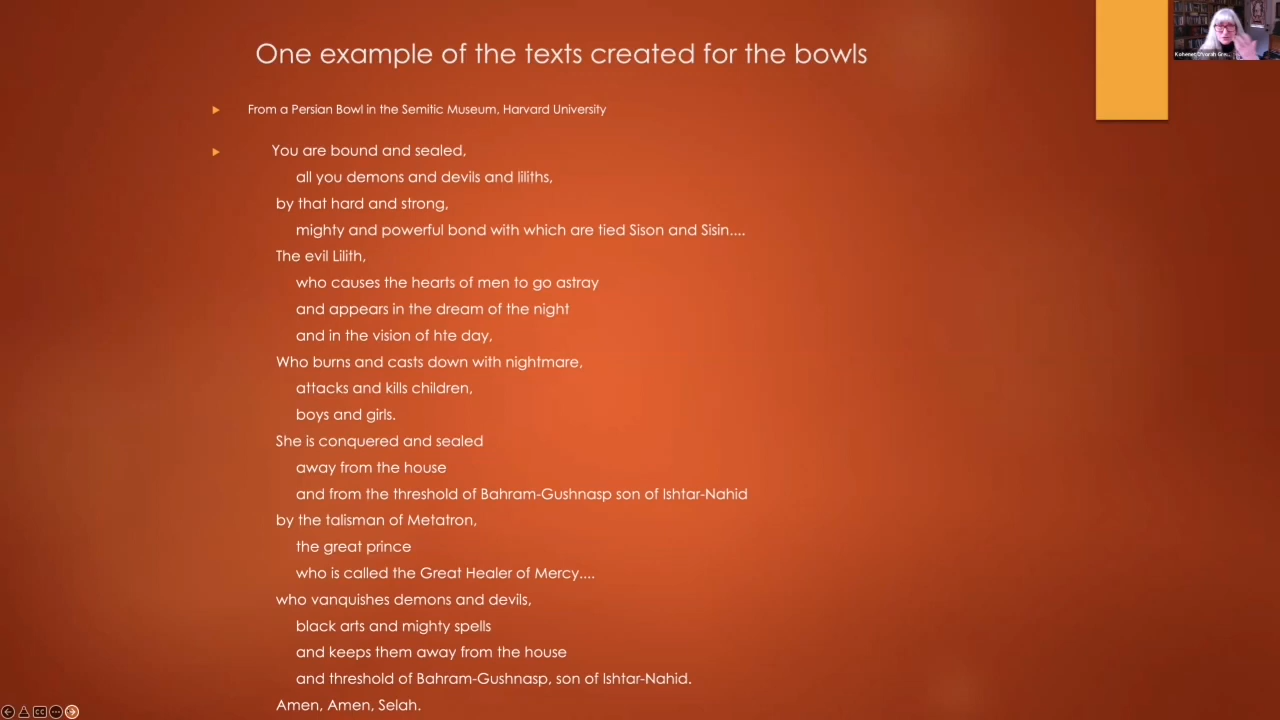 One example of the texts created for the bowls
From a Persian Bowl in the Semitic Museum, Harvard University
You are bound and sealed,
all you demons and devils and liliths,
by that hard and strong,
mighty and powerful bond with which are tied Sison and Sisin....
The evil Lilith,
who causes the hearts of men to go astray
and appears in the dream of the night
and in the vision of hte day,
Who burns and casts down with nightmare,
attacks and kills children,
boys and girls.
She is conquered and sealed
away from the house
and from the threshold of Bahram-Gushnasp son of Ishtar-Nahid
by the talisman of Metatron,
the great prince
who is called the Great Healer of Mercy....
who vanquishes demons and devils,
black arts and mighty spells
and keeps them away from the house
and threshold of Bahram-Gushnasp, son of Ishtar-Nahid.
Amen, Amen, Selah.